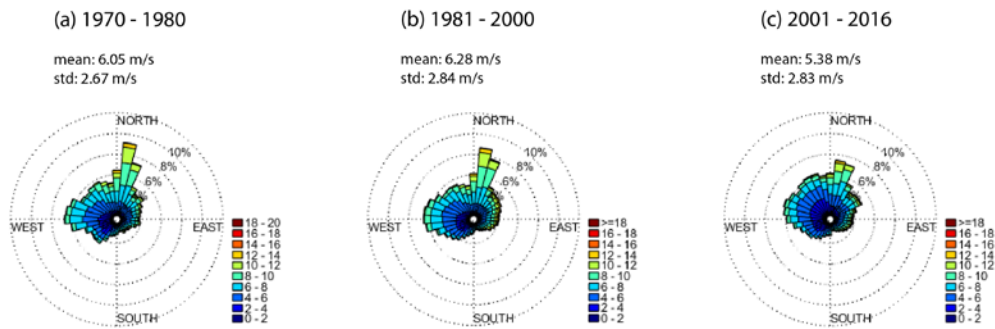 (a) 1970 - 1980
mean: 6.05 m/s
std: 2.67 m/s
NORTH
10%
8%
6%
WEST
EAST
SOUTH
18 - 20
16 - 18
14 - 16
12 - 14
10 - 12
8 - 10
6 - 8
4 - 6
2 - 4
0 - 2
(b) 1981 - 2000
mean: 6.28 m/s
std: 2.84 m/s
NORTH
10%
8%
6%
WEST
EAST
SOUTH
>=18
16 - 18
14 - 16
12 - 14
10 - 12
8 - 10
6 - 8
4 - 6
2 - 4
0 - 2
(c) 2001 - 2016
mean: 5.38 m/s
std: 2.83 m/s
NORTH
10%
8%
6%
WEST
EAST
SOUTH
>=18
16 - 18
14 - 16
12 - 14
10 - 12
8 - 10
6 - 8
4 - 6
2 - 4
0 - 2